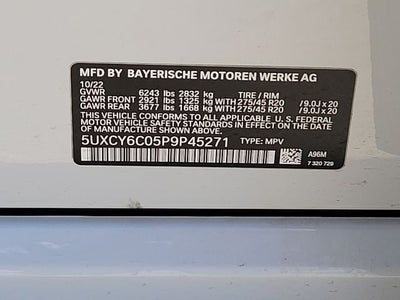 MFD BY BAYERISCHE MOTOREN WERKE AG
10/22
GVWR 6243 lbs 2832 kg TIRE / RIM
GAWR FRONT 2921 lbs 1325 kg 275/45 R20 / 9.0J x 20
GAWR REAR 3677 lbs 1668 kg 275/45 R20 / 9.0J x 20
THIS VEHICLE CONFORMS TO ALL APPLICABLE U. S. FEDERAL
MOTOR VEHICLE SAFETY STANDARDS IN EFFECT ON THE
DATE OF MANUFACTURE SHOWN ABOVE.
5UXCY6C05P9P45271 TYPE: MPV
A96M
7 320 729